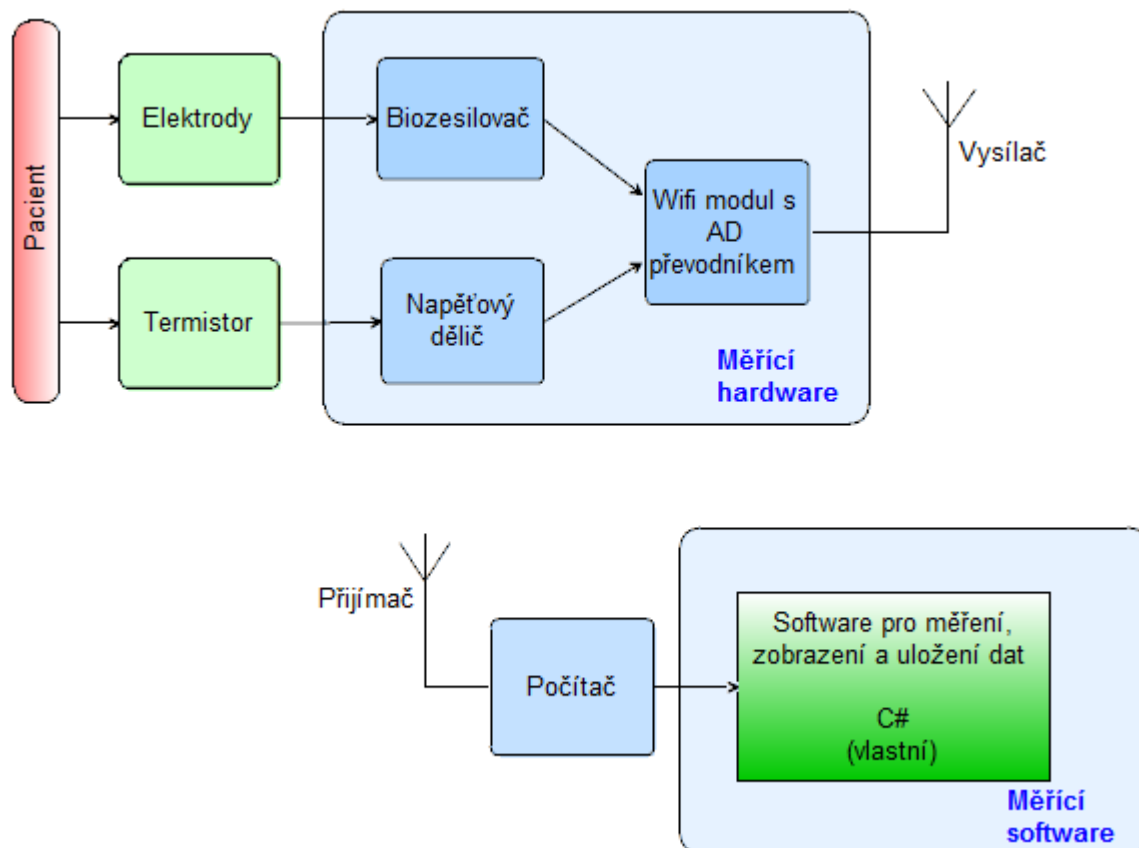 Pacient
Elektrody
Biozesilovač
Wifi modul s
AD
převodníkem
Vysílač
Termistor
Napěťový
dělič
Měřící
hardware
Přijímač
Počítač
Software pro měření,
zobrazení a uložení dat
C#
(vlastní)
Měřící
software